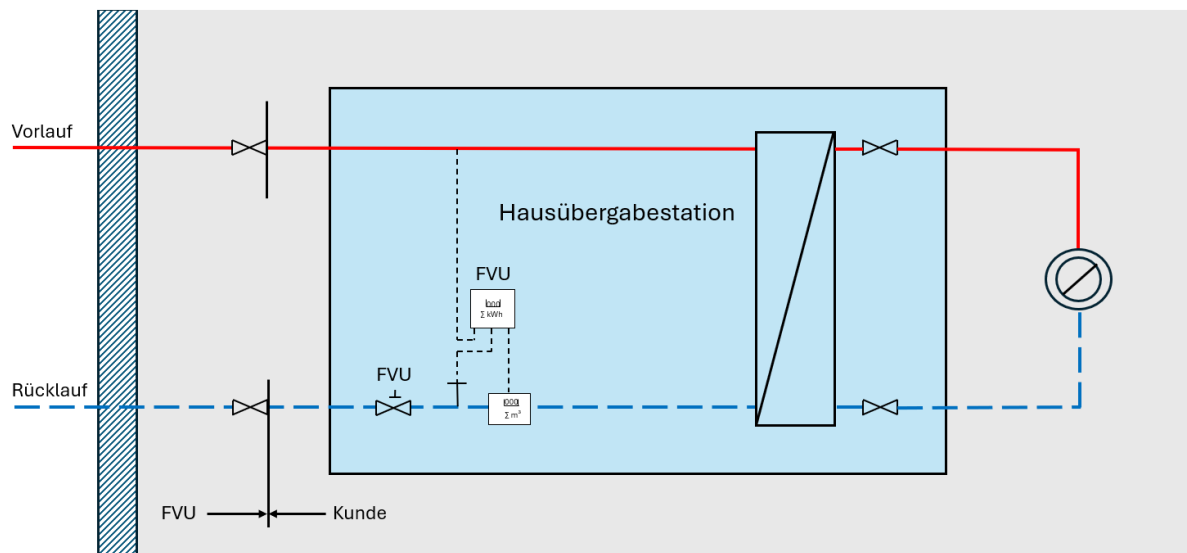 Vorlauf
Hausübergabestation
FVU
∑ kWh
Rücklauf
FVU
∑ m³
FVU
Kunde